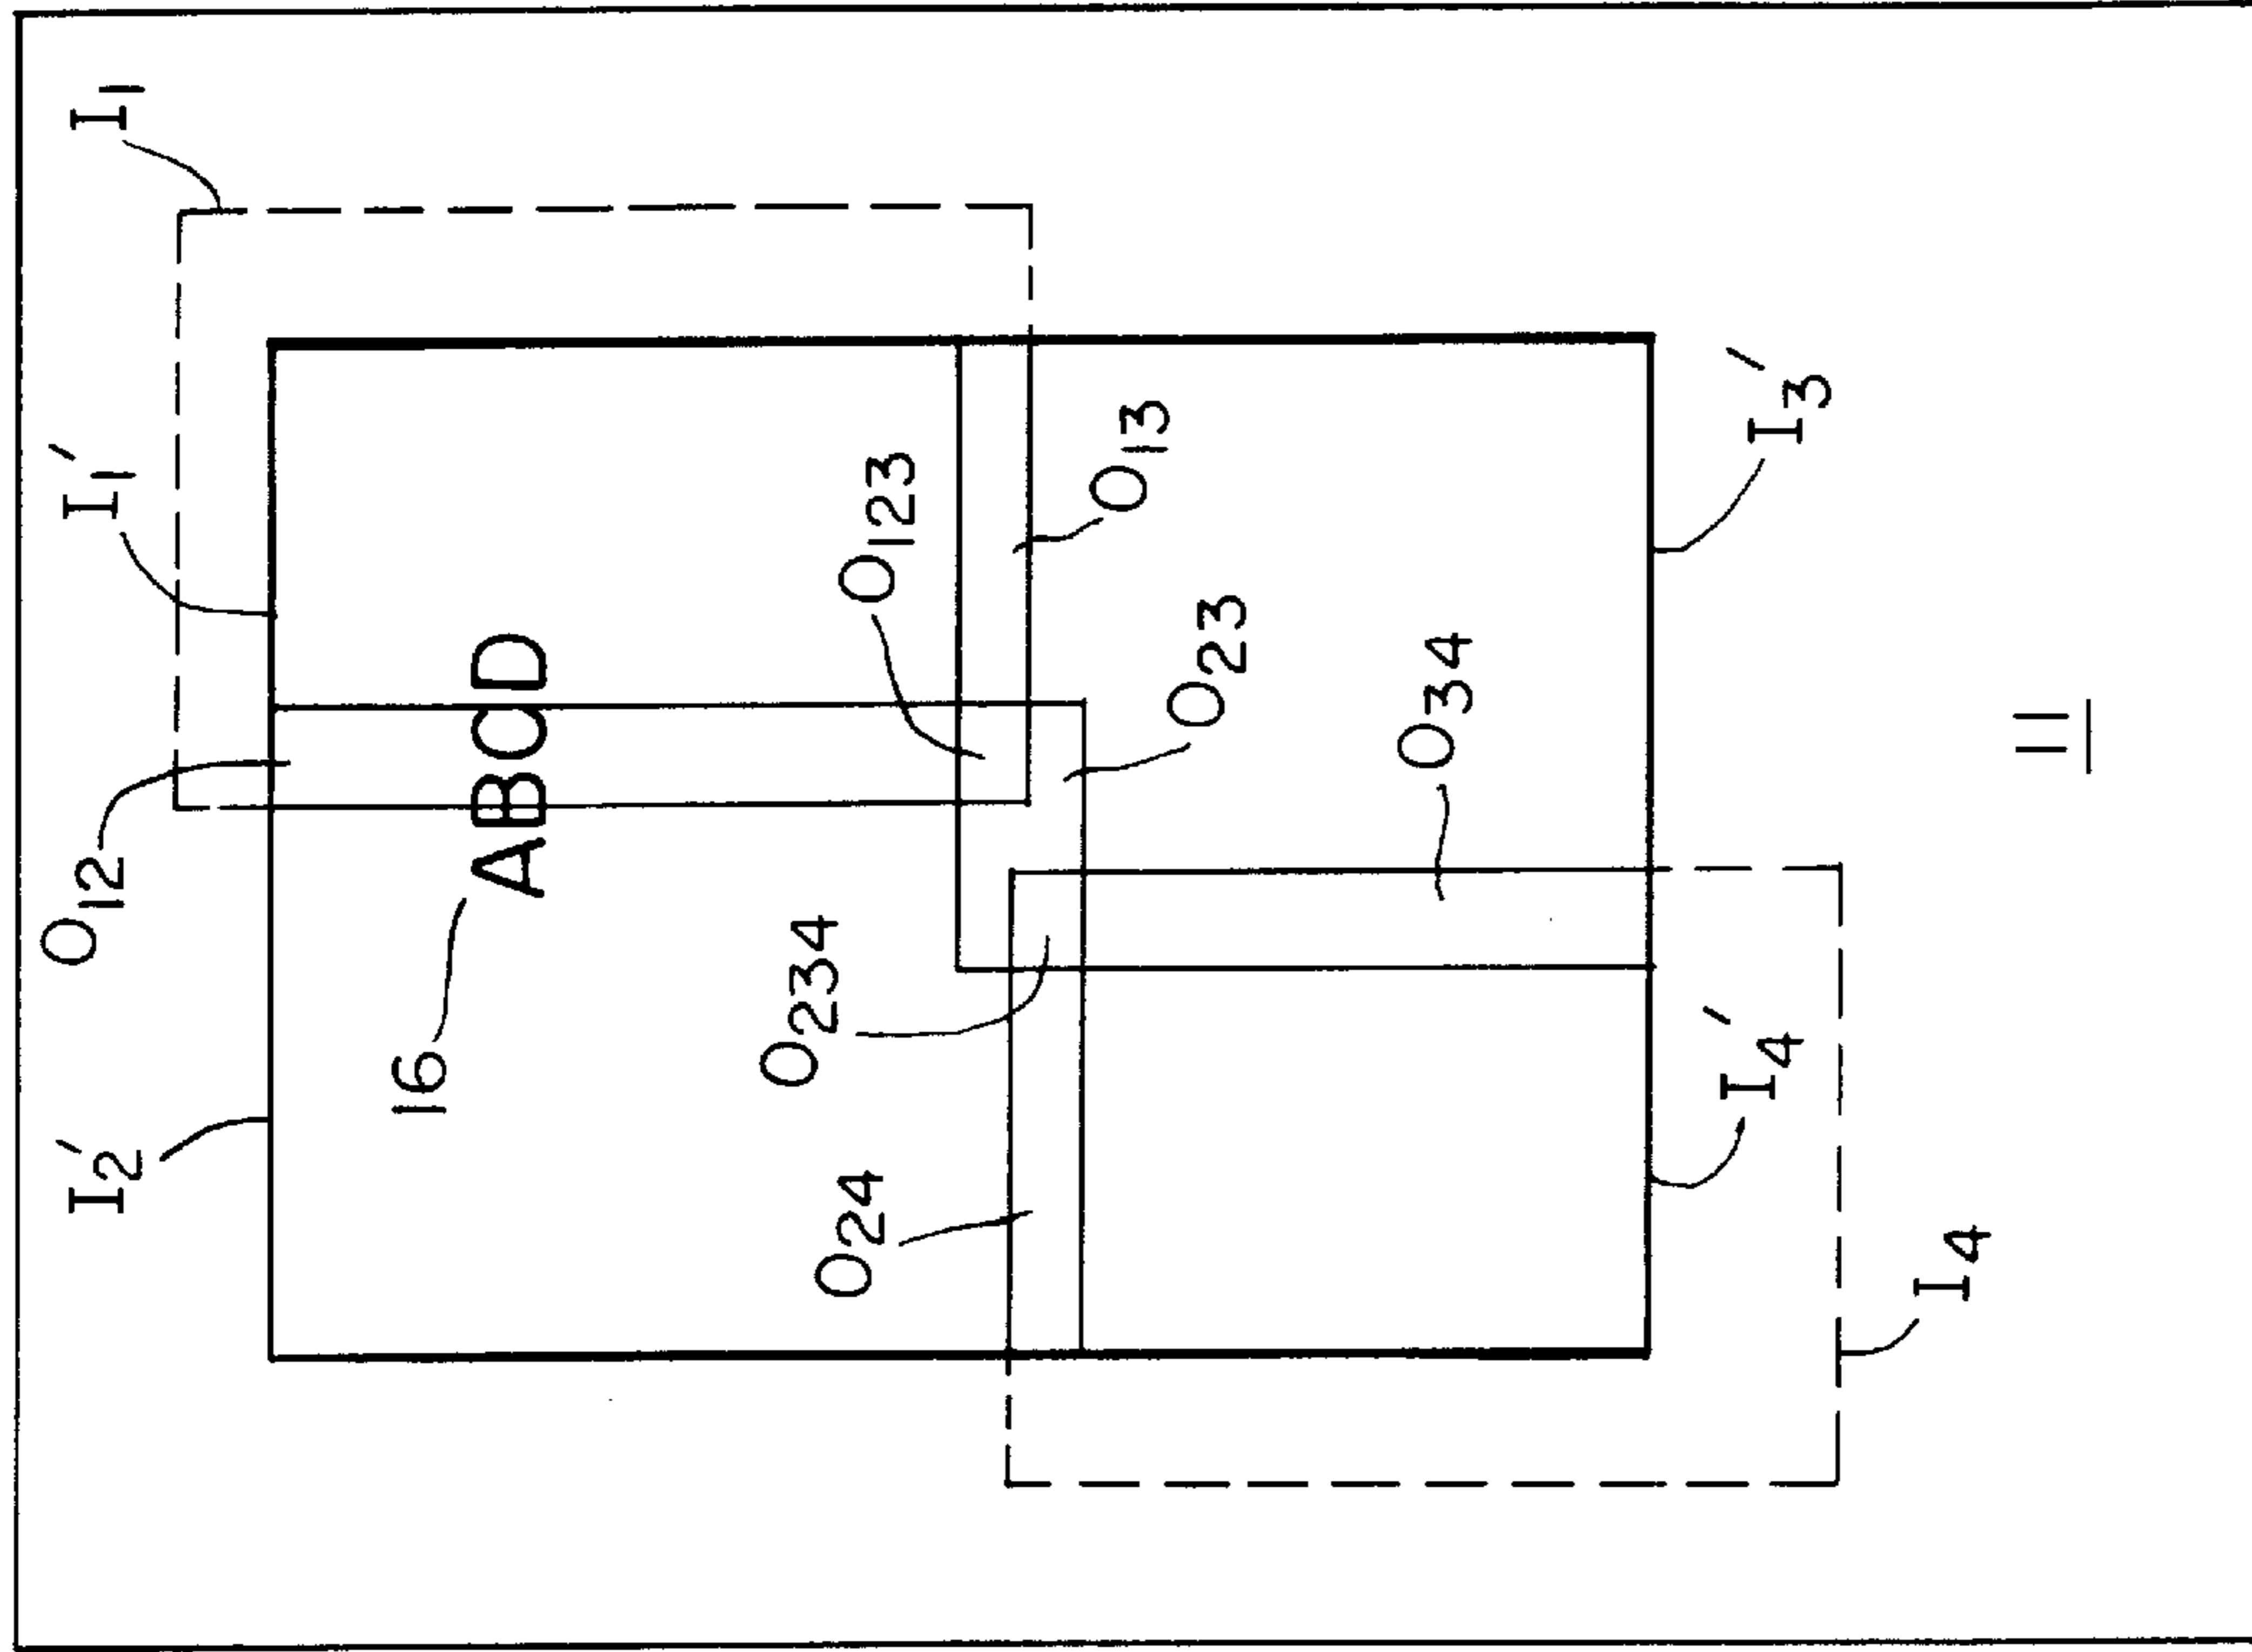 I2' O12 I1' I1
16 ABCD
O234
O24 O123
O13
O23
O34
I4' I3'
I4
11